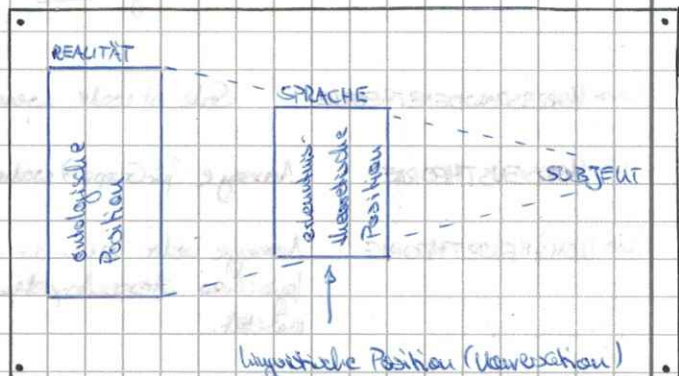 REALITÄT
ontologische
Position
SPRACHE
erkenntnis-
theoretische
Position
SUBJEKT
linguistische Position (Konversation)